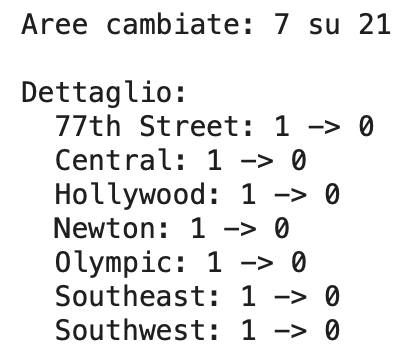 Aree cambiate: 7 su 21
Dettaglio:
77th Street: 1 -> 0
Central: 1 -> 0
Hollywood: 1 -> 0
Newton: 1 -> 0
Olympic: 1 -> 0
Southeast: 1 -> 0
Southwest: 1 -> 0